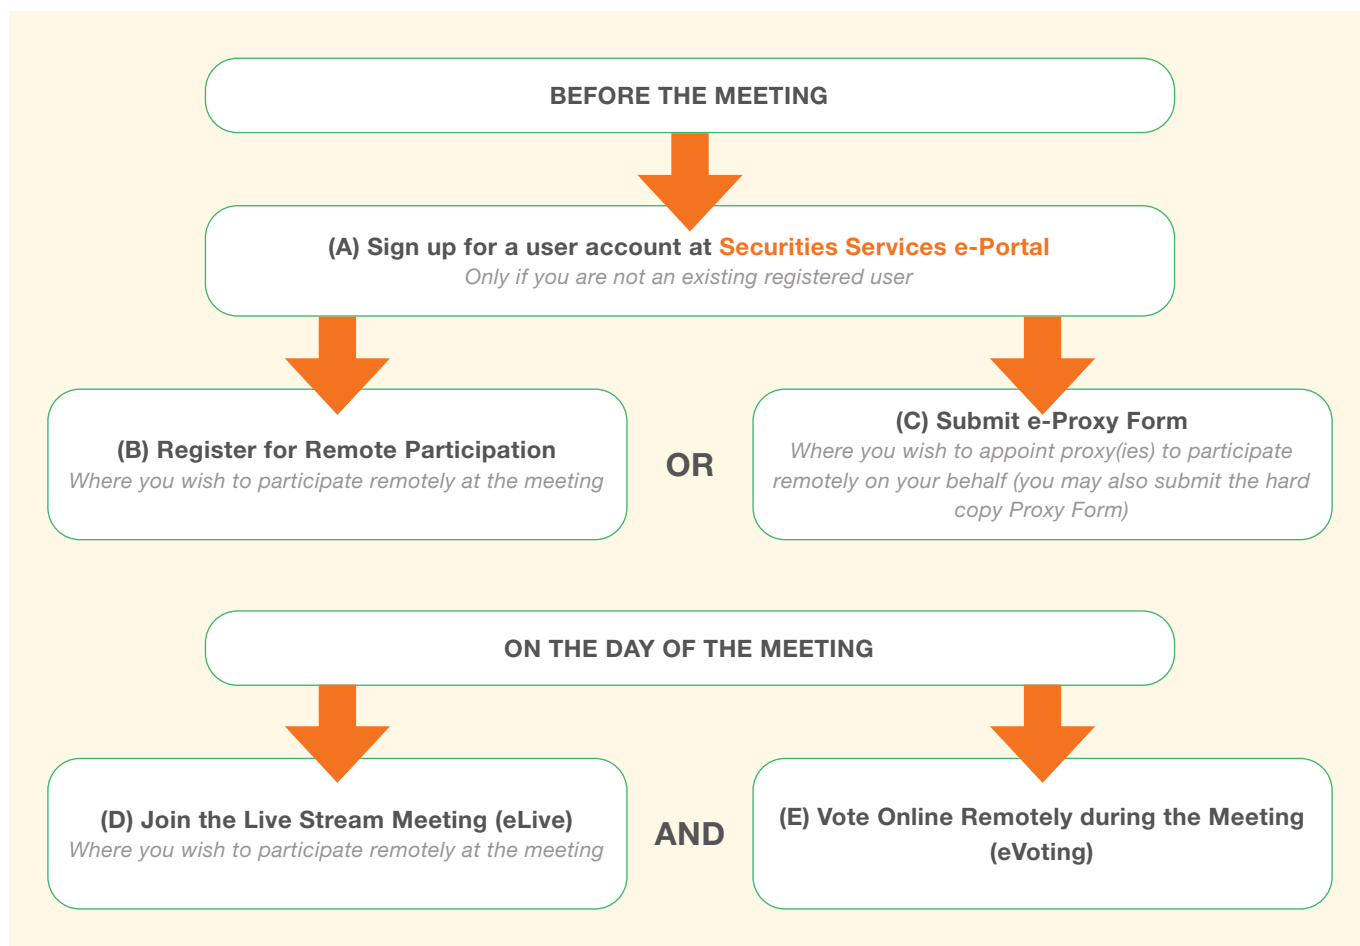 BEFORE THE MEETING
(A) Sign up for a user account at Securities Services e-Portal
Only if you are not an existing registered user
(B) Register for Remote Participation
Where you wish to participate remotely at the meeting
OR
(C) Submit e-Proxy Form
Where you wish to appoint proxy(ies) to participate
remotely on your behalf (you may also submit the hard
copy Proxy Form)
ON THE DAY OF THE MEETING
(D) Join the Live Stream Meeting (eLive)
Where you wish to participate remotely at the meeting
AND
(E) Vote Online Remotely during the Meeting
(eVoting)